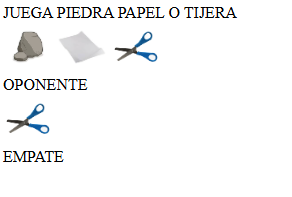 JUEGA PIEDRA PAPEL O TIJERA
OPONENTE
EMPATE